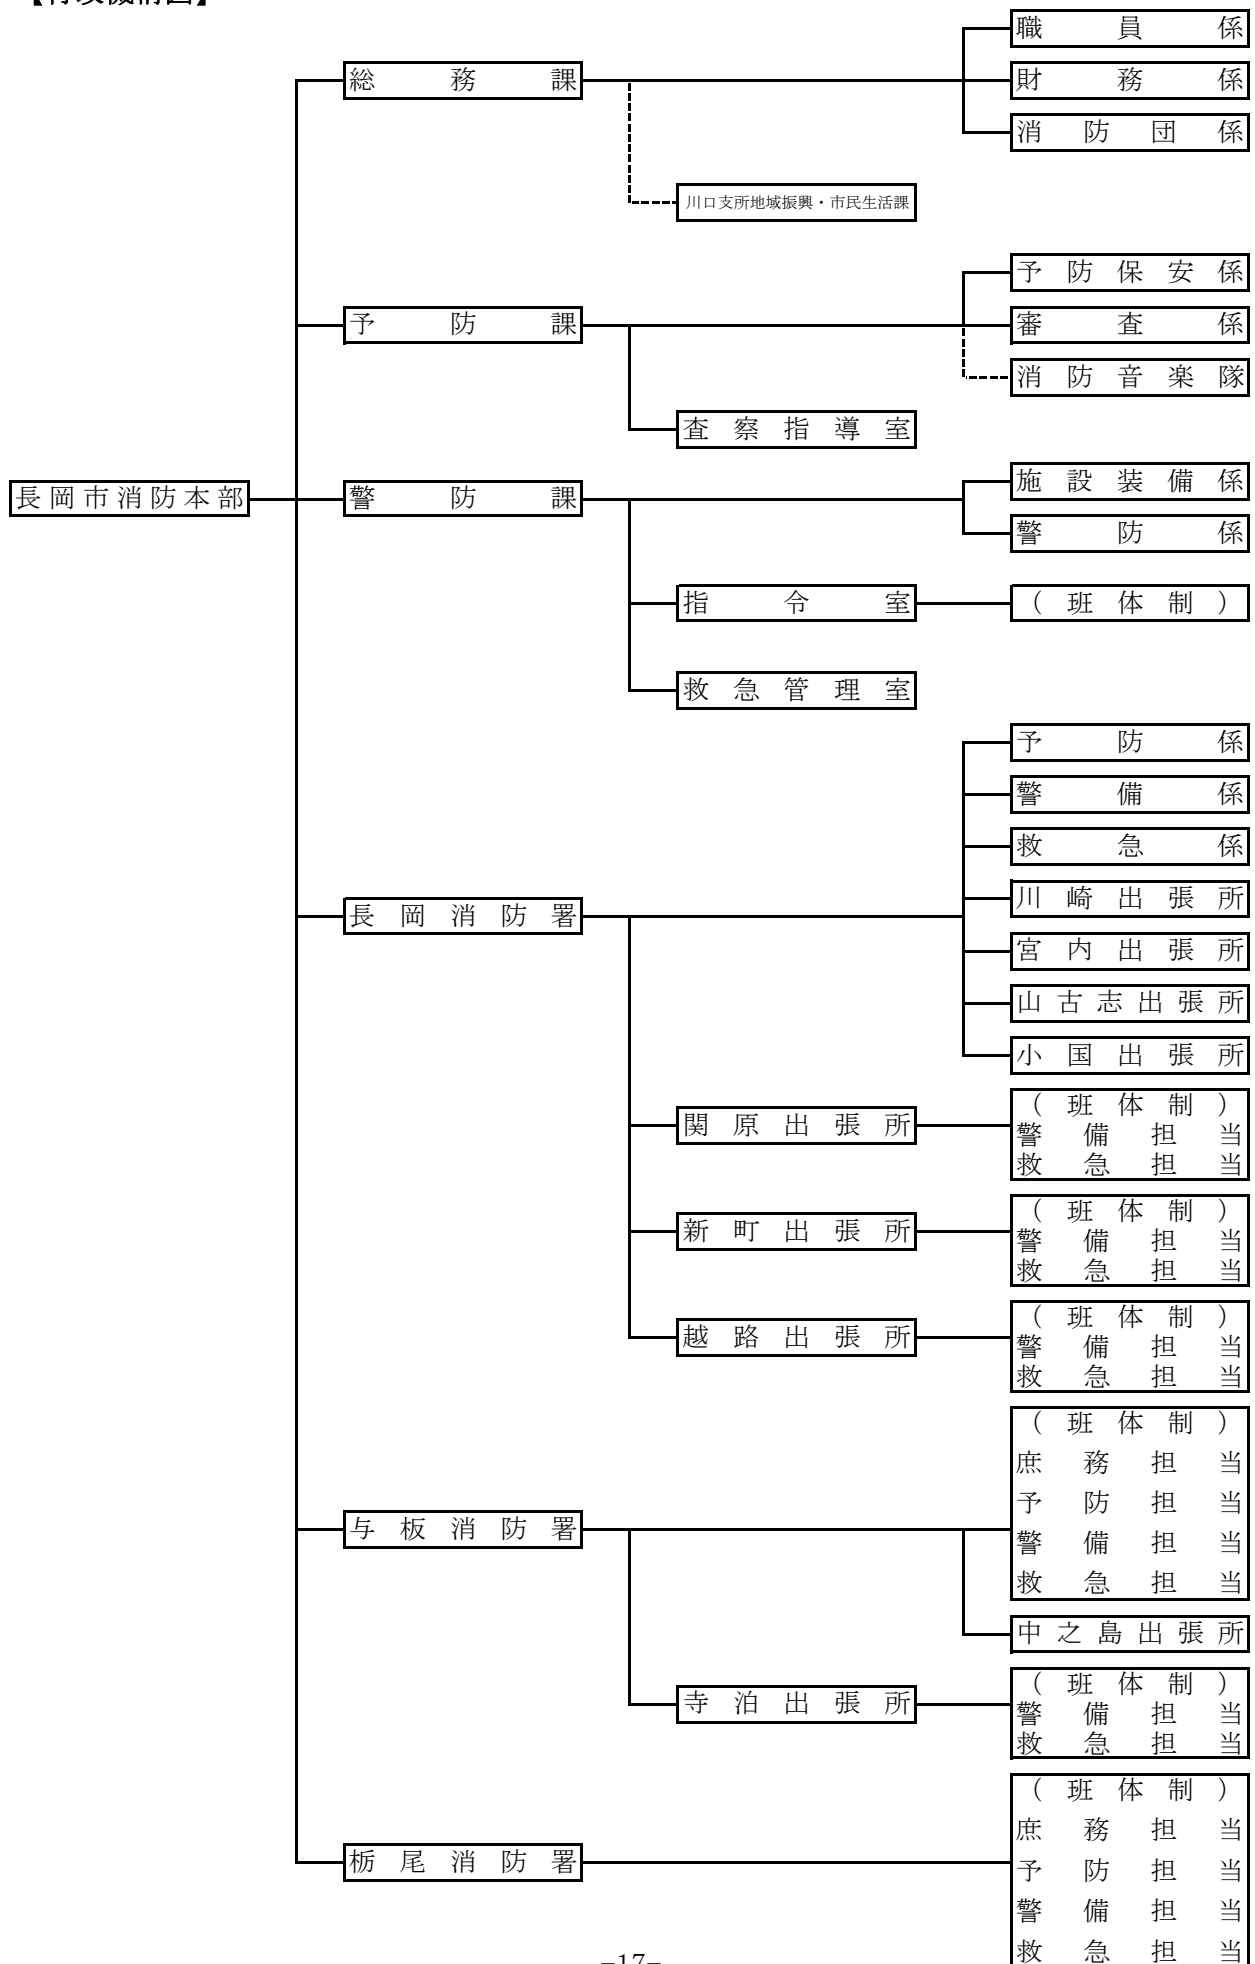 職員係
総務課
財務係
消防団係
川口支所地域振興・市民生活課
予防保安係
予防課
審査係
消防音楽隊
査察指導室
長岡市消防本部
警防課
施設装備係
警防係
指令室
（班体制）
救急管理室
予防係
警備係
救急係
川崎出張所
長岡消防署
宮内出張所
山古志出張所
小国出張所
関原出張所
（班体制）
警備担当
救急担当
新町出張所
（班体制）
警備担当
救急担当
越路出張所
（班体制）
警備担当
救急担当
与板消防署
（班体制）
庶務担当
予防担当
警備担当
救急担当
中之島出張所
寺泊出張所
（班体制）
警備担当
救急担当
栃尾消防署
（班体制）
庶務担当
予防担当
警備担当
救急担当